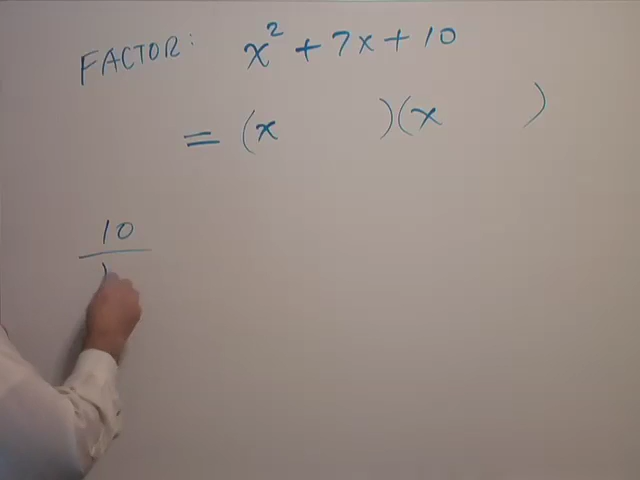 FACTOR: x² + 7x + 10
= (x )(x )
10